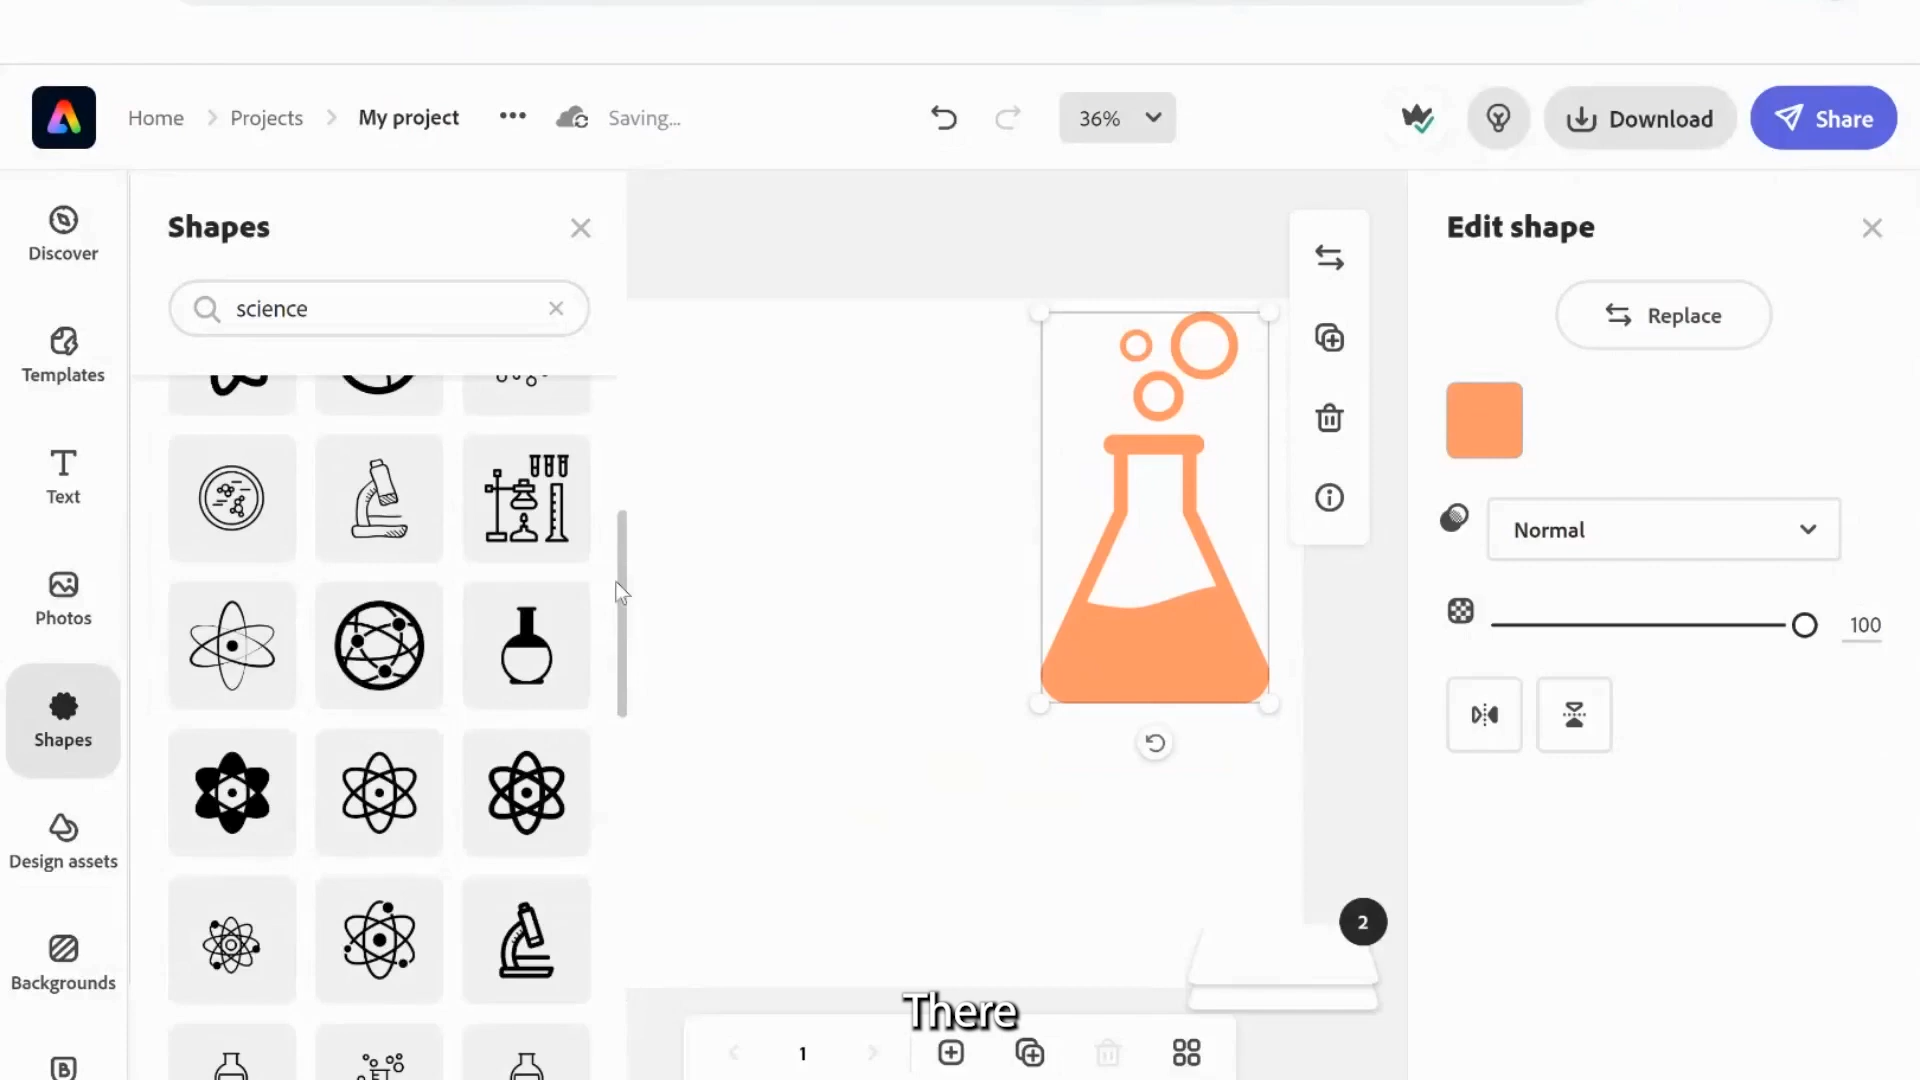 Home
Projects
My project
Saving...
36%
Download
Share
Discover
Templates
Text
Photos
Shapes
Design assets
Backgrounds
B
Shapes
science
Edit shape
Replace
Normal
100
2
There
1